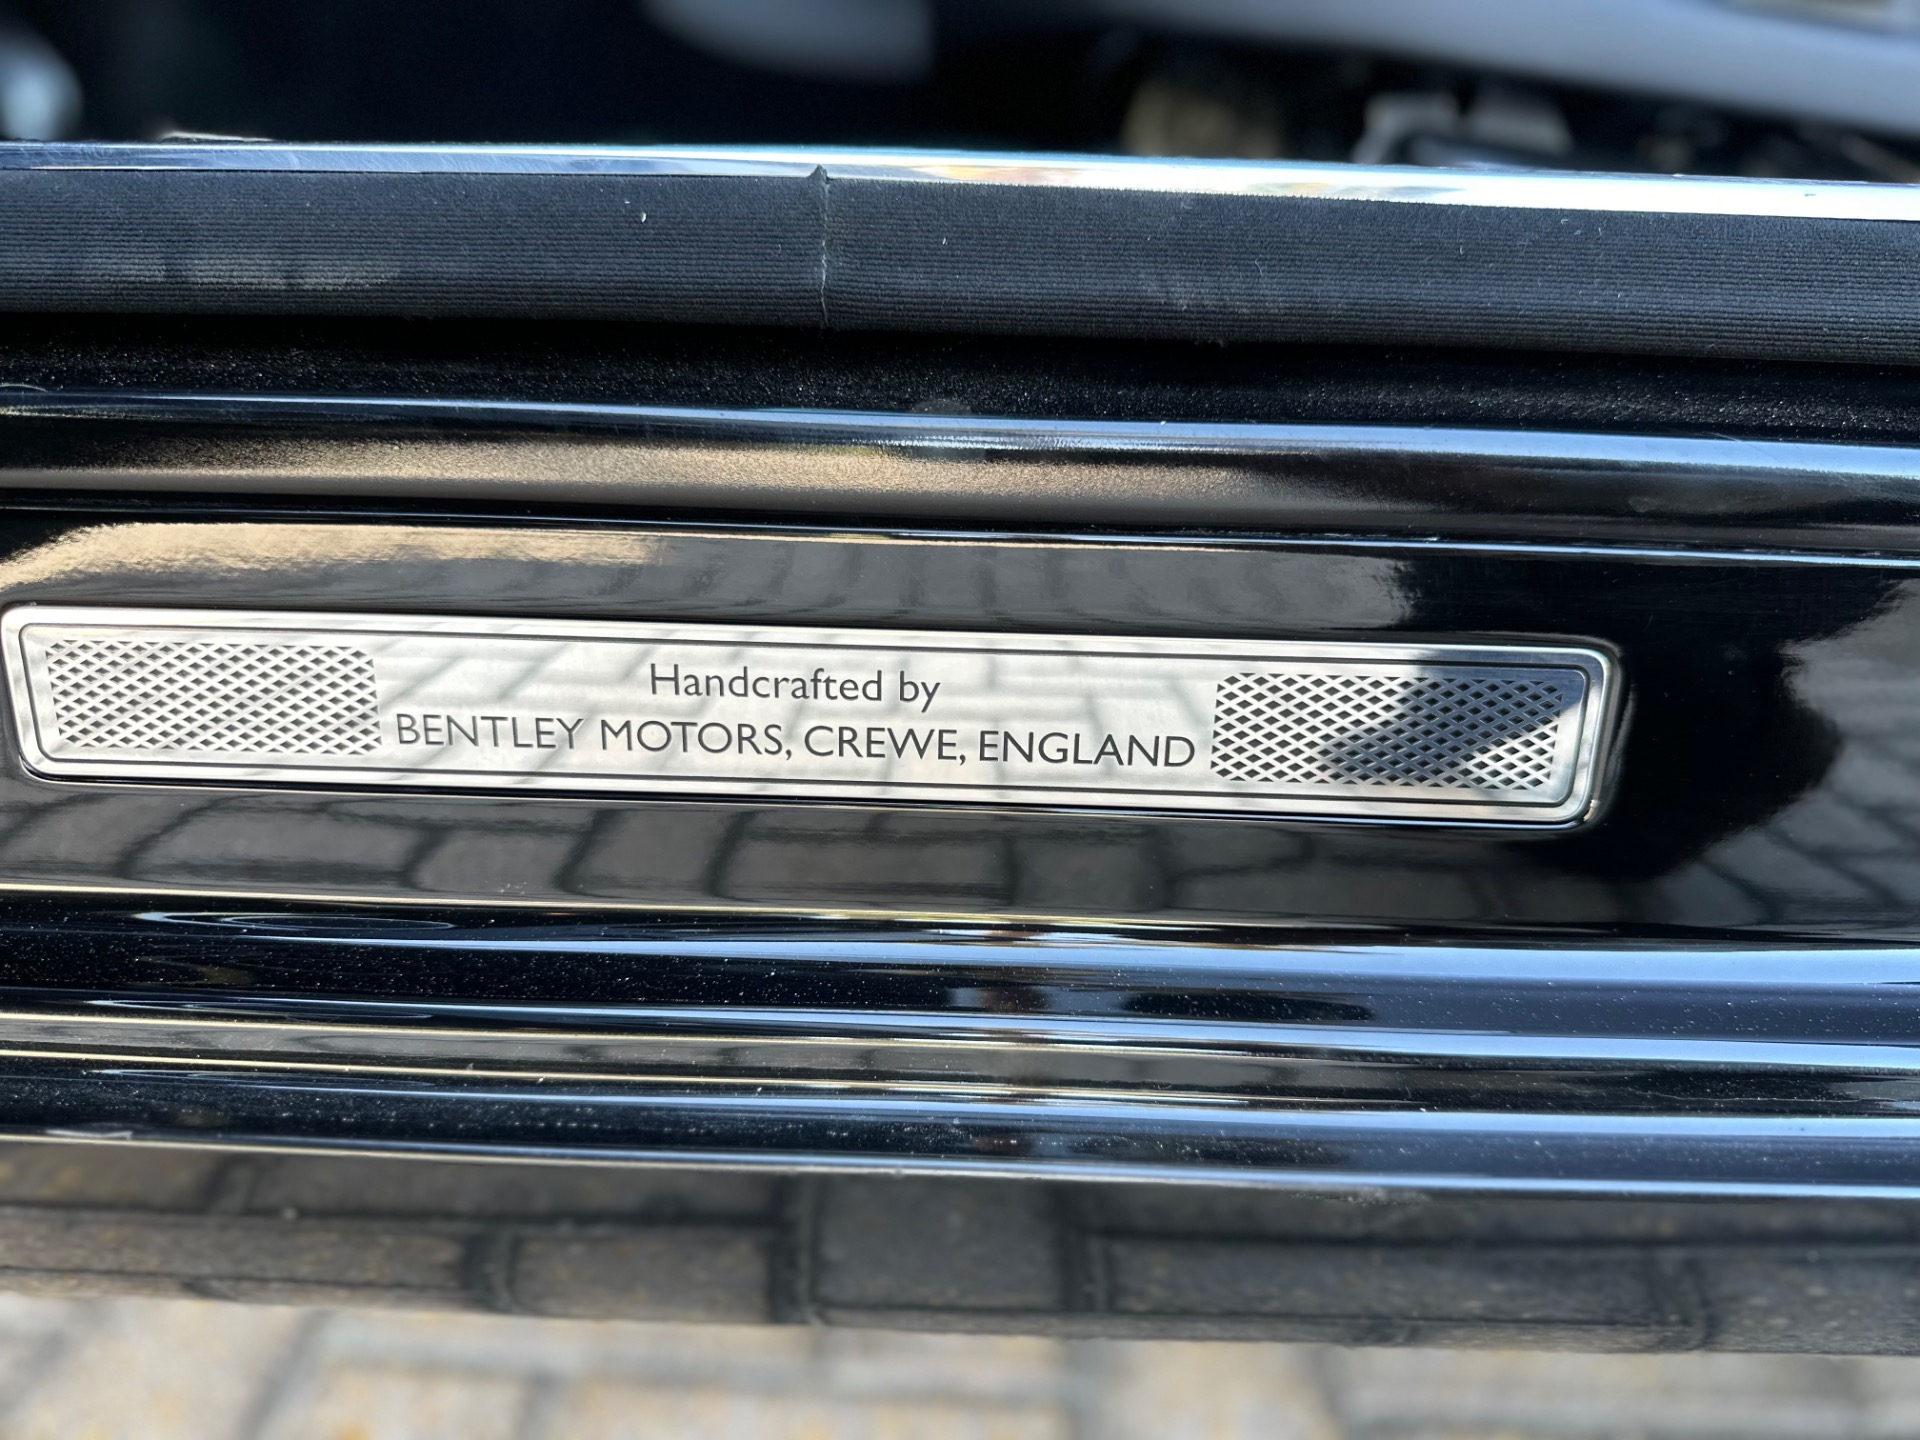 Handcrafted by
BENTLEY MOTORS, CREWE, ENGLAND